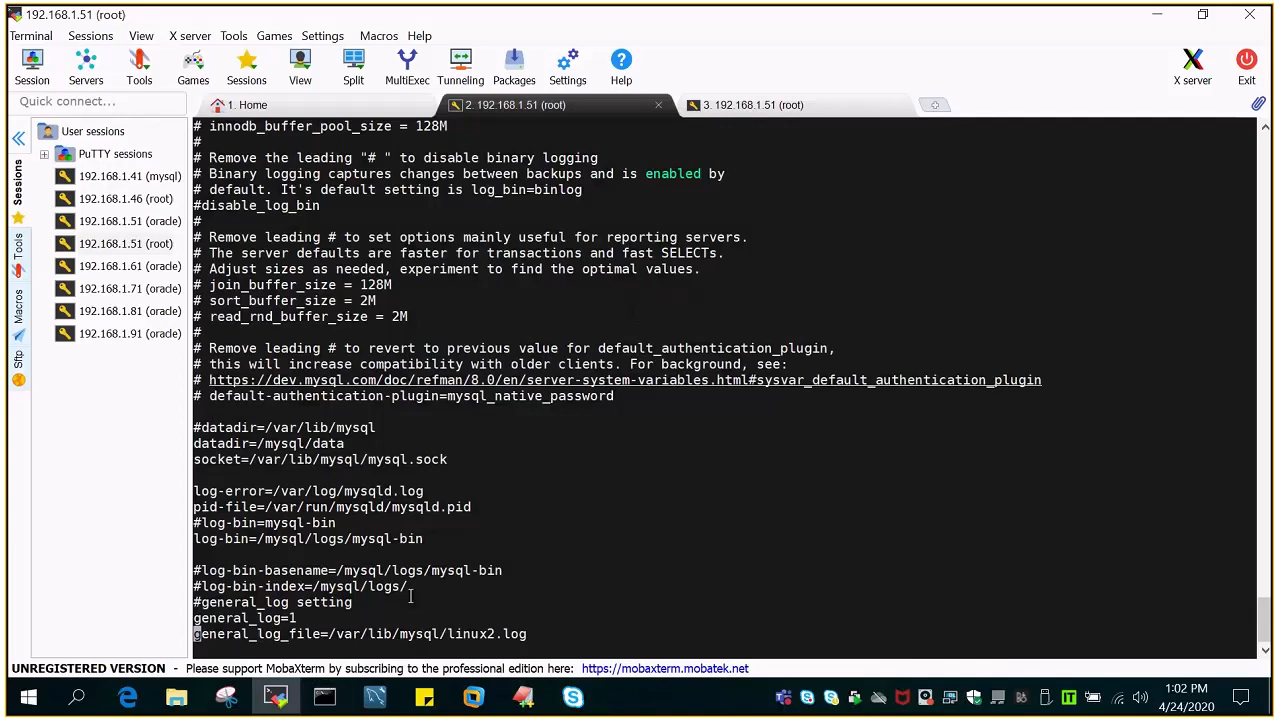 192.168.1.51 (root)
Terminal Sessions View X server Tools Games Settings Macros Help
Session Servers Tools Games Sessions View Split MultiExec Tunneling Packages Settings Help X server Exit
Quick connect...
1. Home
2. 192.168.1.51 (root)
3. 192.168.1.51 (root)
Sessions
Tools
Macros
Sftp
User sessions
PuTTY sessions
192.168.1.41 (mysql)
192.168.1.46 (root)
192.168.1.51 (oracle)
192.168.1.51 (root)
192.168.1.61 (oracle)
192.168.1.71 (oracle)
192.168.1.81 (oracle)
192.168.1.91 (oracle)
# innodb_buffer_pool_size = 128M
#
# Remove the leading "# " to disable binary logging
# Binary logging captures changes between backups and is enabled by
# default. It's default setting is log_bin=binlog
#disable_log_bin
#
# Remove leading # to set options mainly useful for reporting servers.
# The server defaults are faster for transactions and fast SELECTs.
# Adjust sizes as needed, experiment to find the optimal values.
# join_buffer_size = 128M
# sort_buffer_size = 2M
# read_rnd_buffer_size = 2M
#
# Remove leading # to revert to previous value for default_authentication_plugin,
# this will increase compatibility with older clients. For background, see:
# https://dev.mysql.com/doc/refman/8.0/en/server-system-variables.html#sysvar_default_authentication_plugin
# default-authentication-plugin=mysql_native_password
#datadir=/var/lib/mysql
datadir=/mysql/data
socket=/var/lib/mysql/mysql.sock
log-error=/var/log/mysqld.log
pid-file=/var/run/mysqld/mysqld.pid
#log-bin=mysql-bin
log-bin=/mysql/logs/mysql-bin
#log-bin-basename=/mysql/logs/mysql-bin
#log-bin-index=/mysql/logs/
#general_log setting
general_log=1
general_log_file=/var/lib/mysql/linux2.log
UNREGISTERED VERSION - Please support MobaXterm by subscribing to the professional edition here: https://mobaxterm.mobatek.net
IT
1:02 PM
4/24/2020